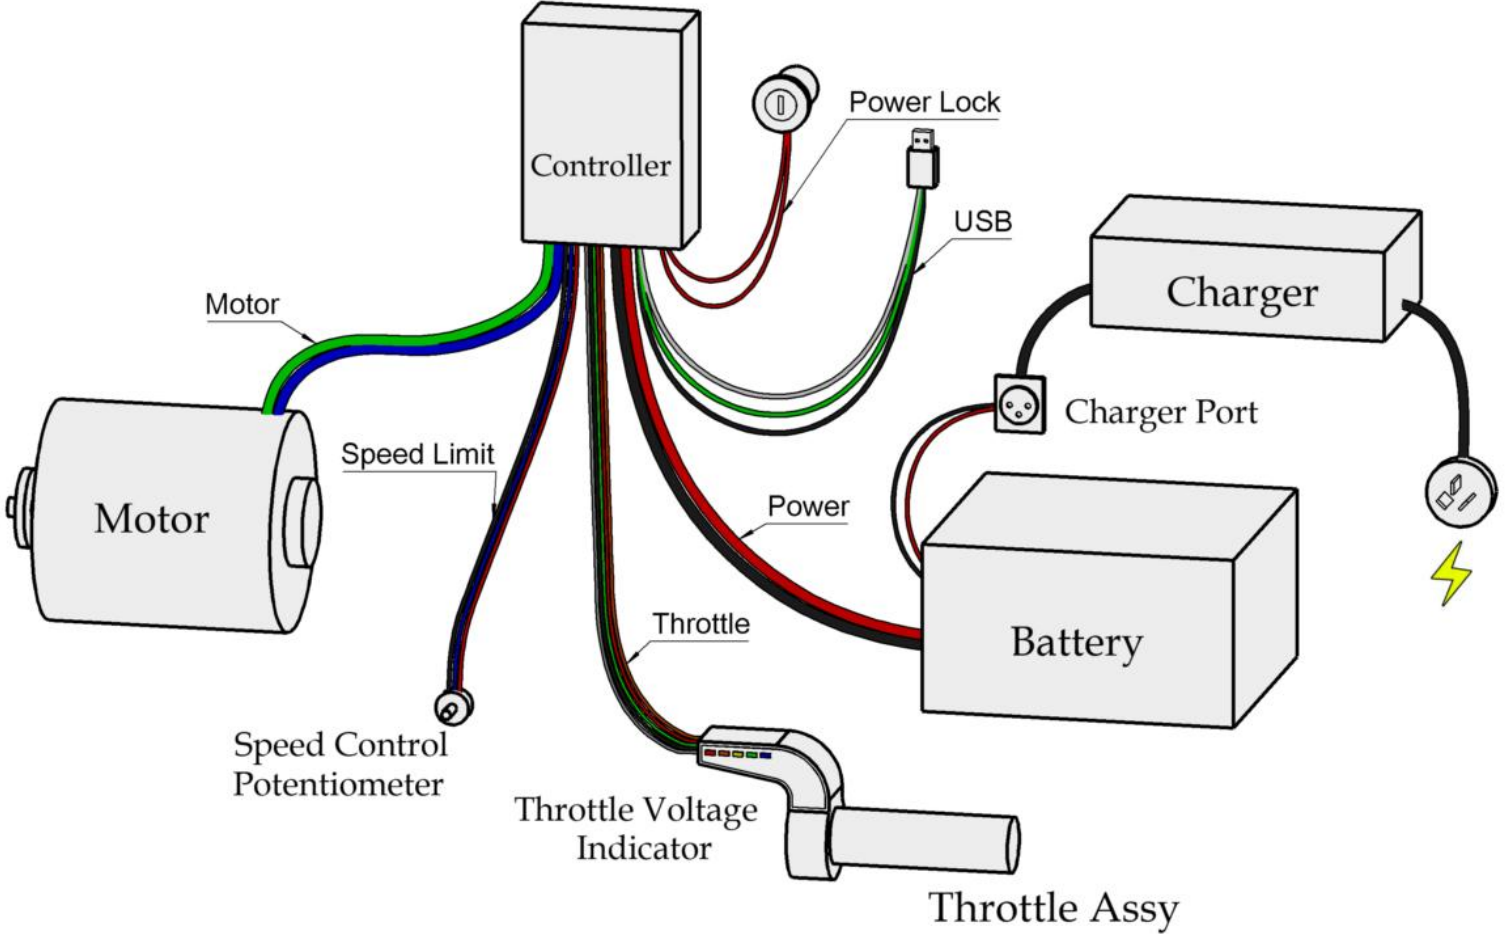 Controller
Power Lock
USB
Motor
Charger
Charger Port
Speed Limit
Motor
Power
Battery
Throttle
Speed Control
Potentiometer
Throttle Voltage
Indicator
Throttle Assy